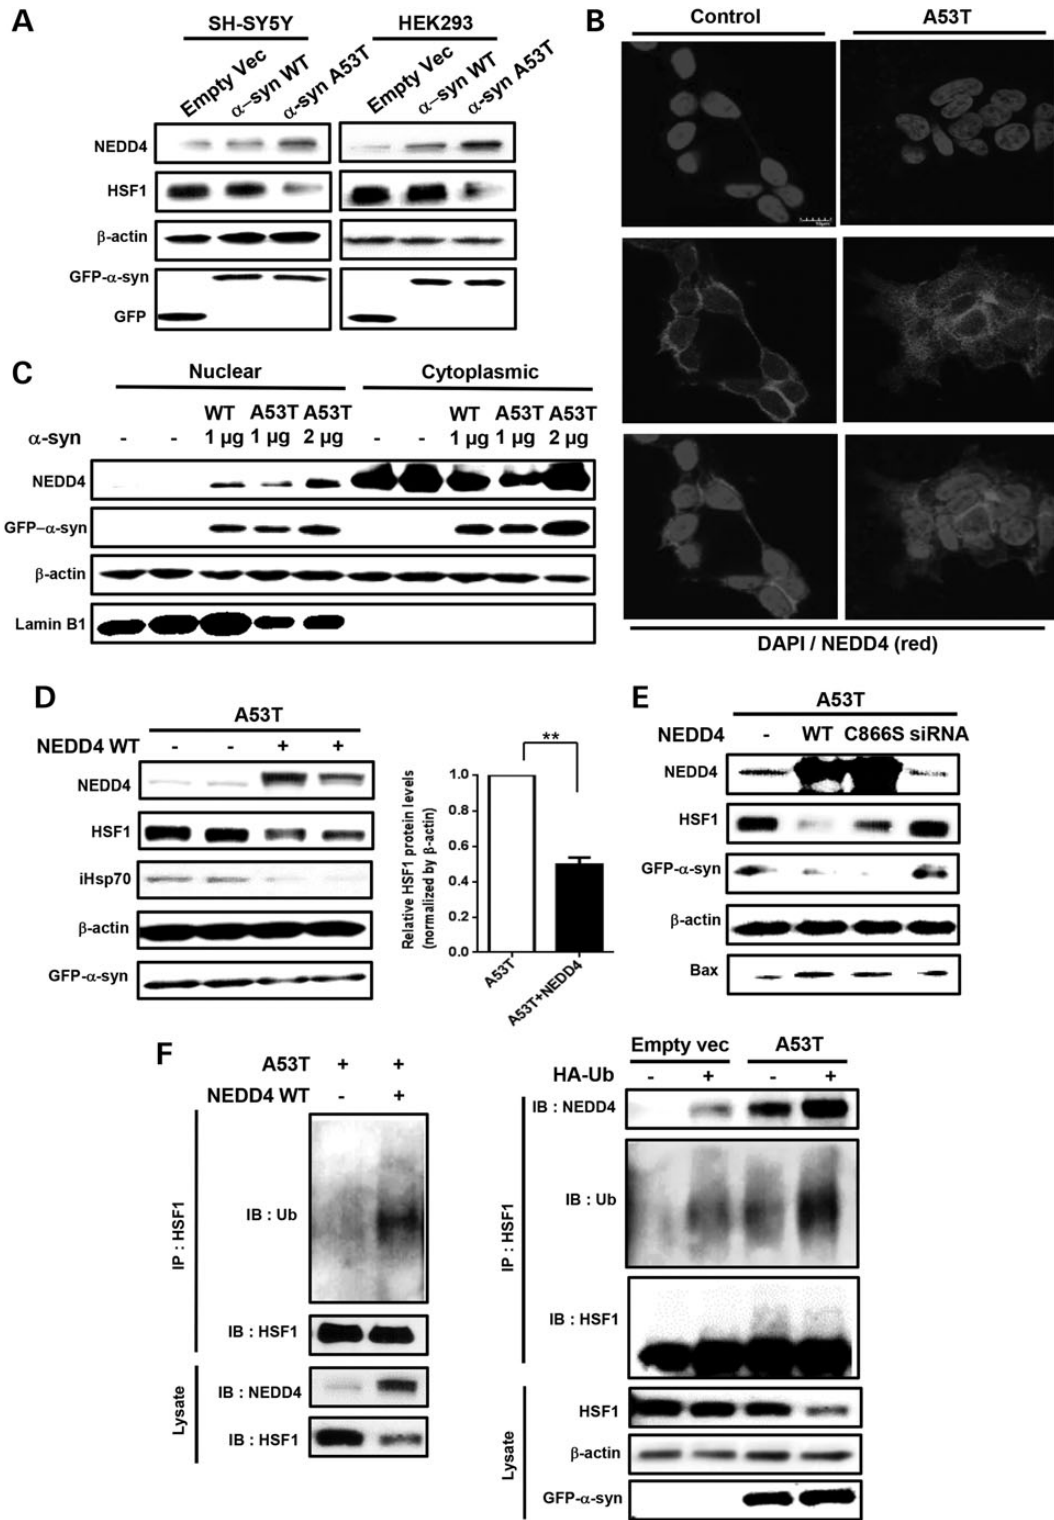 A
SH-SY5Y HEK293
Empty Vec α-syn WT α-syn A53T Empty Vec α-syn WT α-syn A53T
NEDD4
HSF1
β-actin
GFP-α-syn
GFP
B
Control A53T
DAPI / NEDD4 (red)
C
Nuclear Cytoplasmic
WT A53T A53T WT A53T A53T
α-syn - - 1 µg 1 µg 2 µg - - 1 µg 1 µg 2 µg
NEDD4
GFP-α-syn
β-actin
Lamin B1
D
A53T
NEDD4 WT - - + +
NEDD4
HSF1
iHsp70
β-actin
GFP-α-syn
Relative HSF1 protein levels
(normalized by β-actin)
**
1.0
0.8
0.6
0.4
0.2
0.0
A53T
A53T+NEDD4
E
A53T
NEDD4 - WT C866S siRNA
NEDD4
HSF1
GFP-α-syn
β-actin
Bax
F
A53T + +
NEDD4 WT - +
IP : HSF1
IB : Ub
IB : HSF1
Lysate
IB : NEDD4
IB : HSF1
Empty vec A53T
HA-Ub - + - +
IP : HSF1
IB : NEDD4
IB : Ub
IB : HSF1
Lysate
HSF1
β-actin
GFP-α-syn